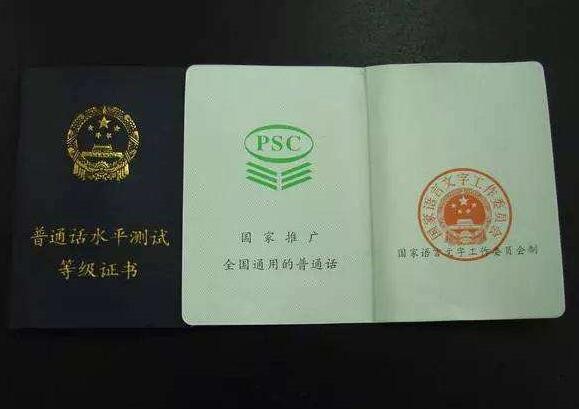 普通话水平测试
等级证书
PSC
国家推广
全国通用的普通话
国家语言文字工作委员会
国家语言文字工作委员会制